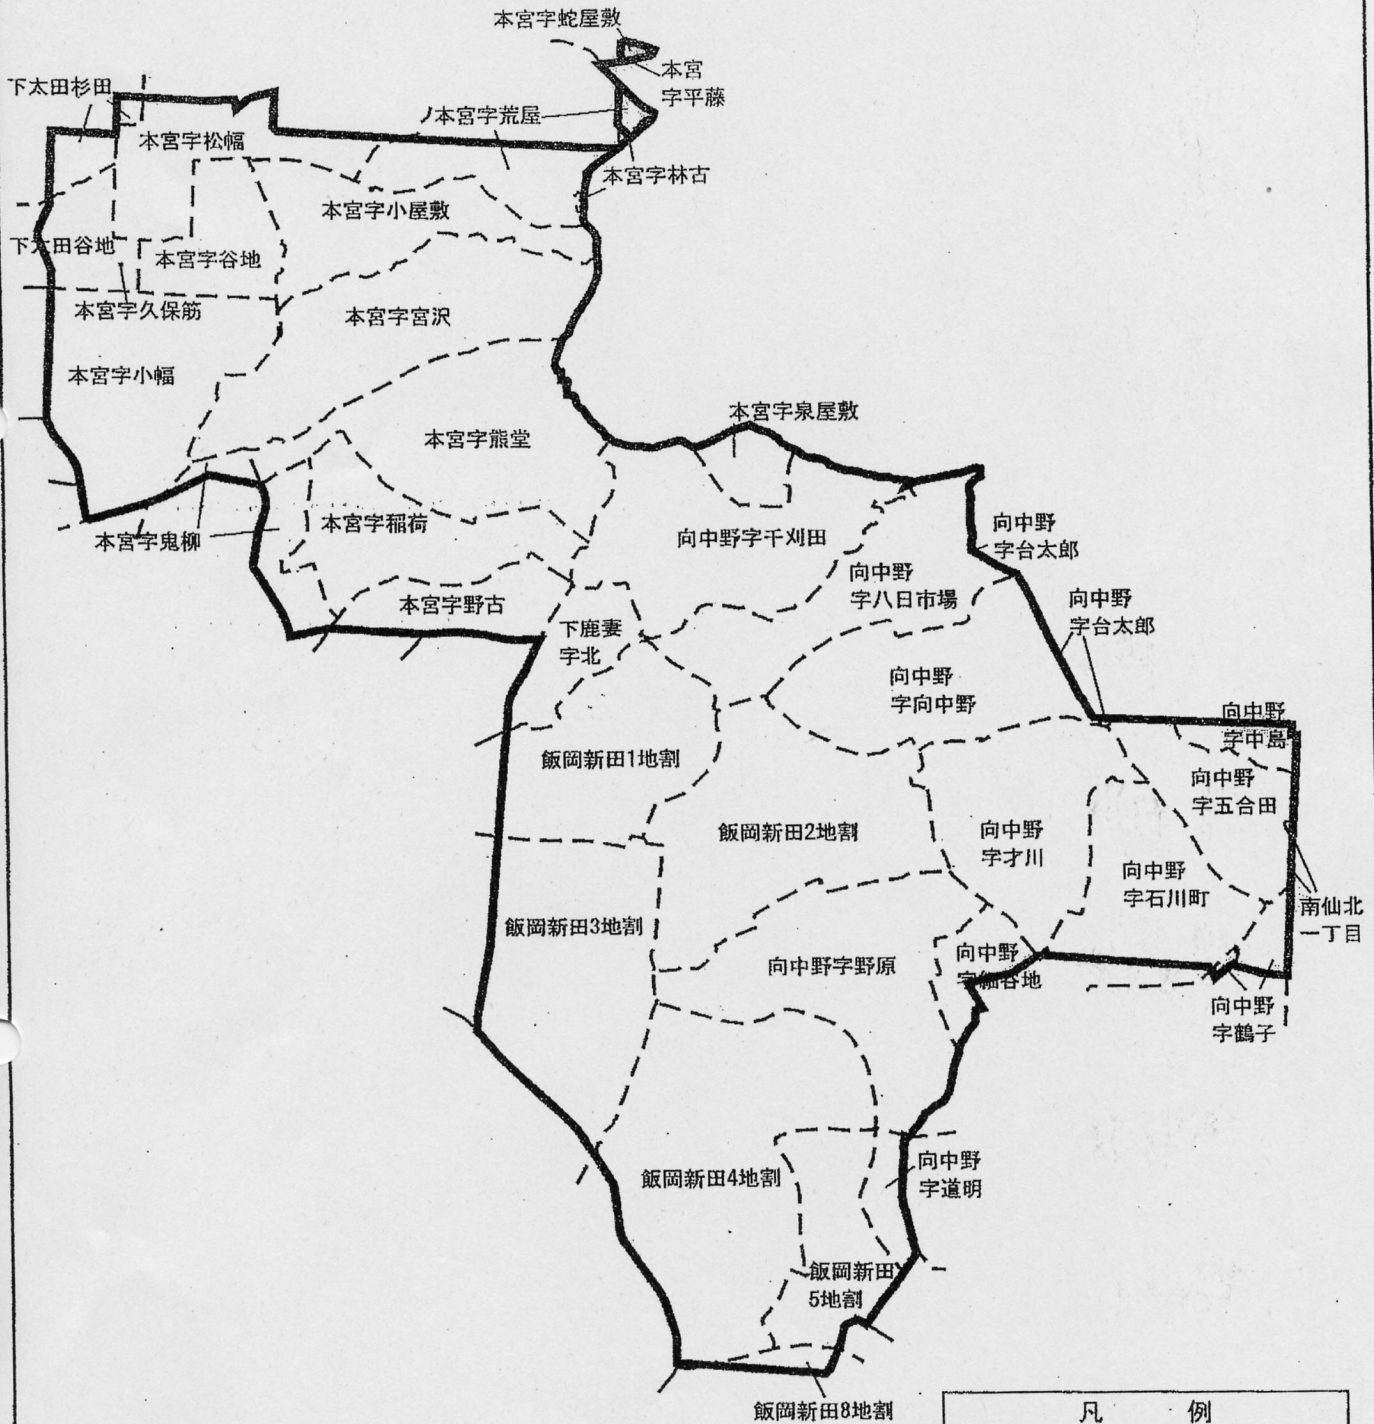 本宮字蛇屋敷
本宮
字平藤
下太田杉田
本宮字荒屋
本宮字松幅
本宮字林古
本宮字小屋敷
下太田谷地
本宮字谷地
本宮字久保筋
本宮字宮沢
本宮字小幅
本宮字泉屋敷
本宮字熊堂
本宮字稲荷
本宮字鬼柳
向中野字千刈田
向中野
字台太郎
向中野
字八日市場
本宮字野古
向中野
字台太郎
下鹿妻
字北
向中野
字向中野
向中野
字中島
飯岡新田1地割
向中野
字五合田
飯岡新田2地割
向中野
字才川
向中野
字石川町
南仙北
一丁目
飯岡新田3地割
向中野字野原
向中野
字細谷地
向中野
字鶴子
飯岡新田4地割
向中野
字道明
飯岡新田
5地割
飯岡新田8地割
凡 例